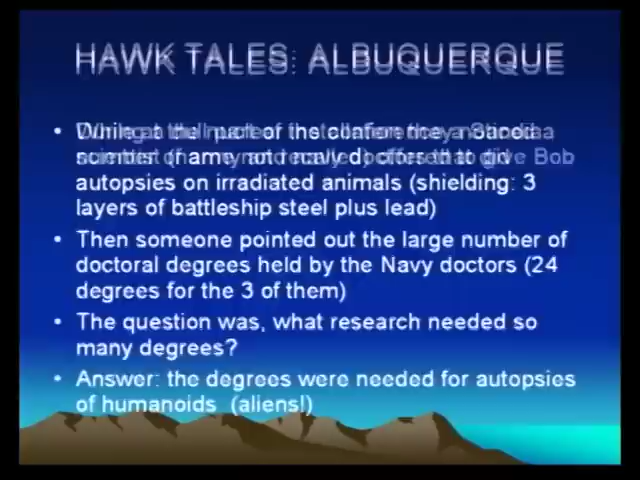 HAWK TALES: ALBUQUERQUE
autopsies on irradiated animals (shielding: 3
layers of battleship steel plus lead)
• Then someone pointed out the large number of
doctoral degrees held by the Navy doctors (24
degrees for the 3 of them)
• The question was, what research needed so
many degrees?
• Answer: the degrees were needed for autopsies
of humanoids (aliens!)